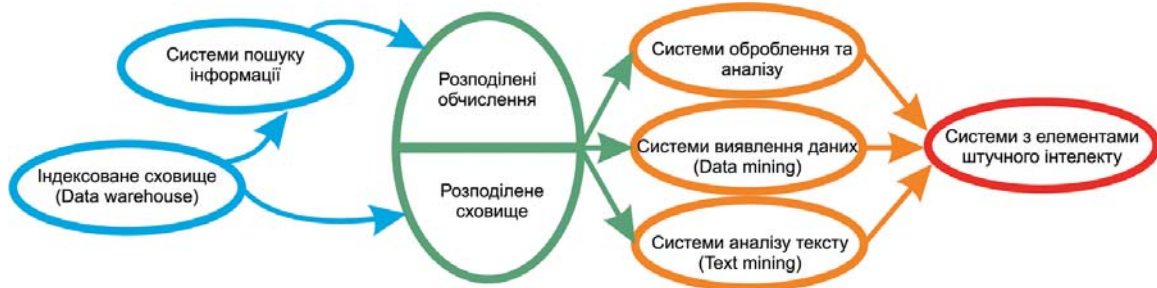 Системи пошуку
інформації
Індексоване сховище
(Data warehouse)
Розподілені
обчислення
Розподілене
сховище
Системи оброблення та
аналізу
Системи виявлення даних
(Data mining)
Системи аналізу тексту
(Text mining)
Системи з елементами
штучного інтелекту